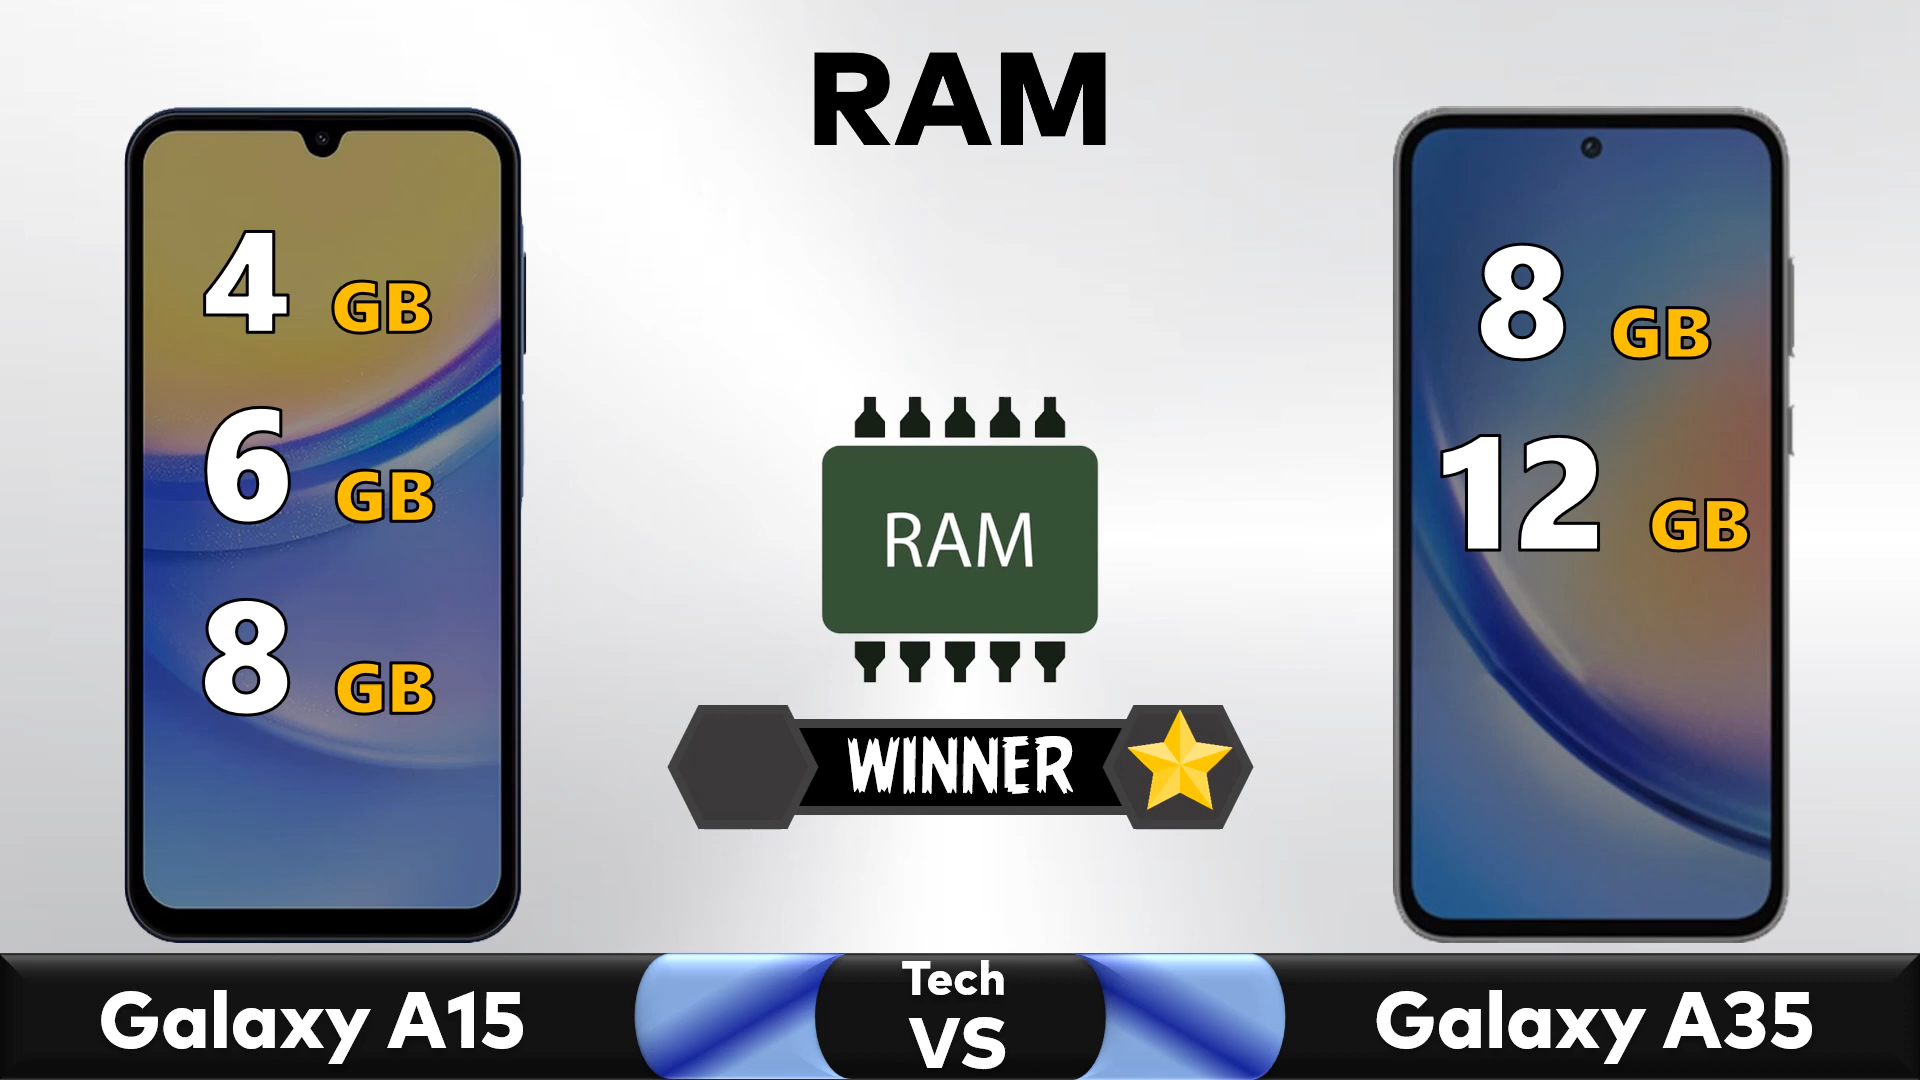 RAM
4 GB
6 GB
8 GB
RAM
WINNER
8 GB
12 GB
Galaxy A15
Tech
VS
Galaxy A35